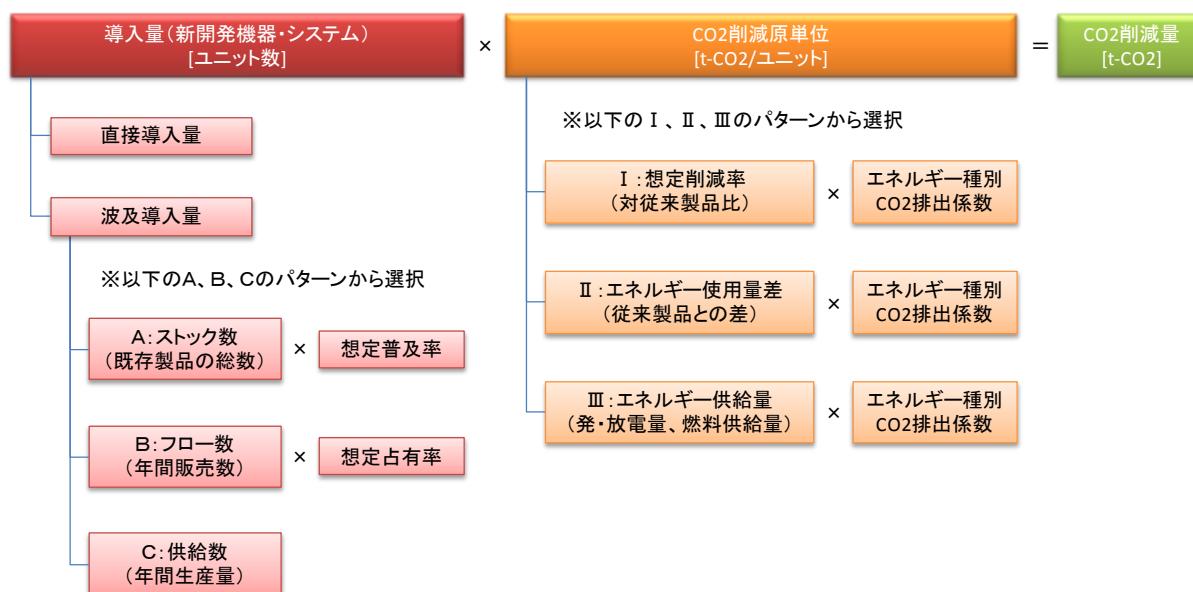 導入量(新開発機器・システム)
[ユニット数]
×
CO2削減原単位
[t-CO2/ユニット]
＝
CO2削減量
[t-CO2]
直接導入量
波及導入量
※以下のA、B、Cのパターンから選択
A:ストック数
(既存製品の総数)
×
想定普及率
B:フロー数
(年間販売数)
×
想定占有率
C:供給数
(年間生産量)
※以下のⅠ、Ⅱ、Ⅲのパターンから選択
Ⅰ:想定削減率
(対従来製品比)
×
エネルギー種別
CO2排出係数
Ⅱ:エネルギー使用量差
(従来製品との差)
×
エネルギー種別
CO2排出係数
Ⅲ:エネルギー供給量
(発・放電量、燃料供給量)
×
エネルギー種別
CO2排出係数